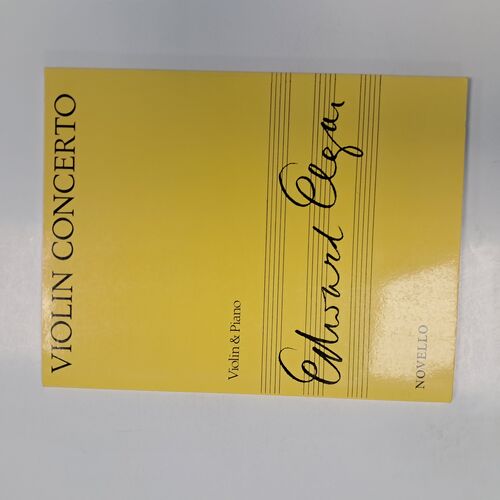 VIOLIN CONCERTO
Violin & Piano
Edward Elgar
NOVELLO